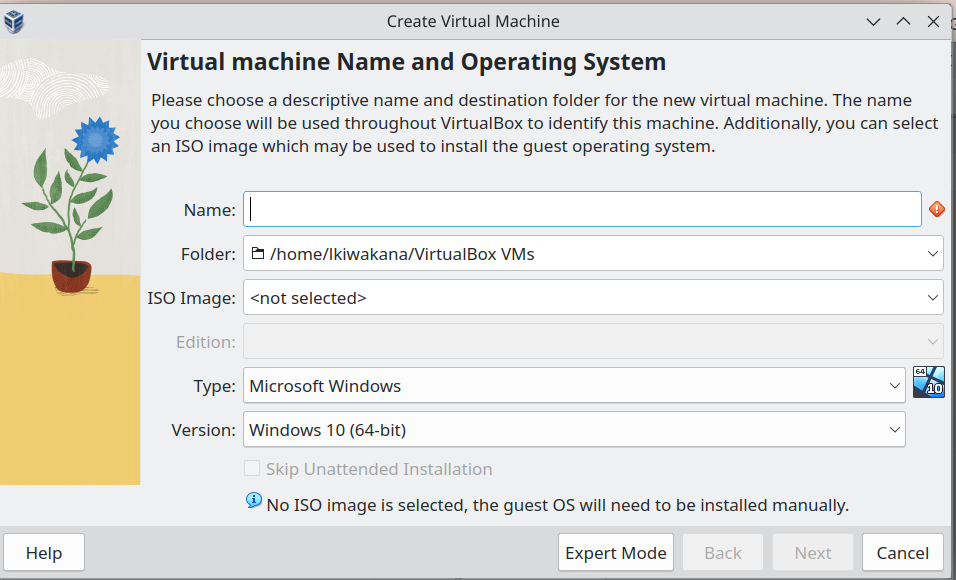 Create Virtual Machine
Virtual machine Name and Operating System
Please choose a descriptive name and destination folder for the new virtual machine. The name
you choose will be used throughout VirtualBox to identify this machine. Additionally, you can select
an ISO image which may be used to install the guest operating system.
Name:
Folder: /home/lkiwakana/VirtualBox VMs
ISO Image: <not selected>
Edition:
Type: Microsoft Windows
64
10
Version: Windows 10 (64-bit)
Skip Unattended Installation
No ISO image is selected, the guest OS will need to be installed manually.
Help Expert Mode Back Next Cancel